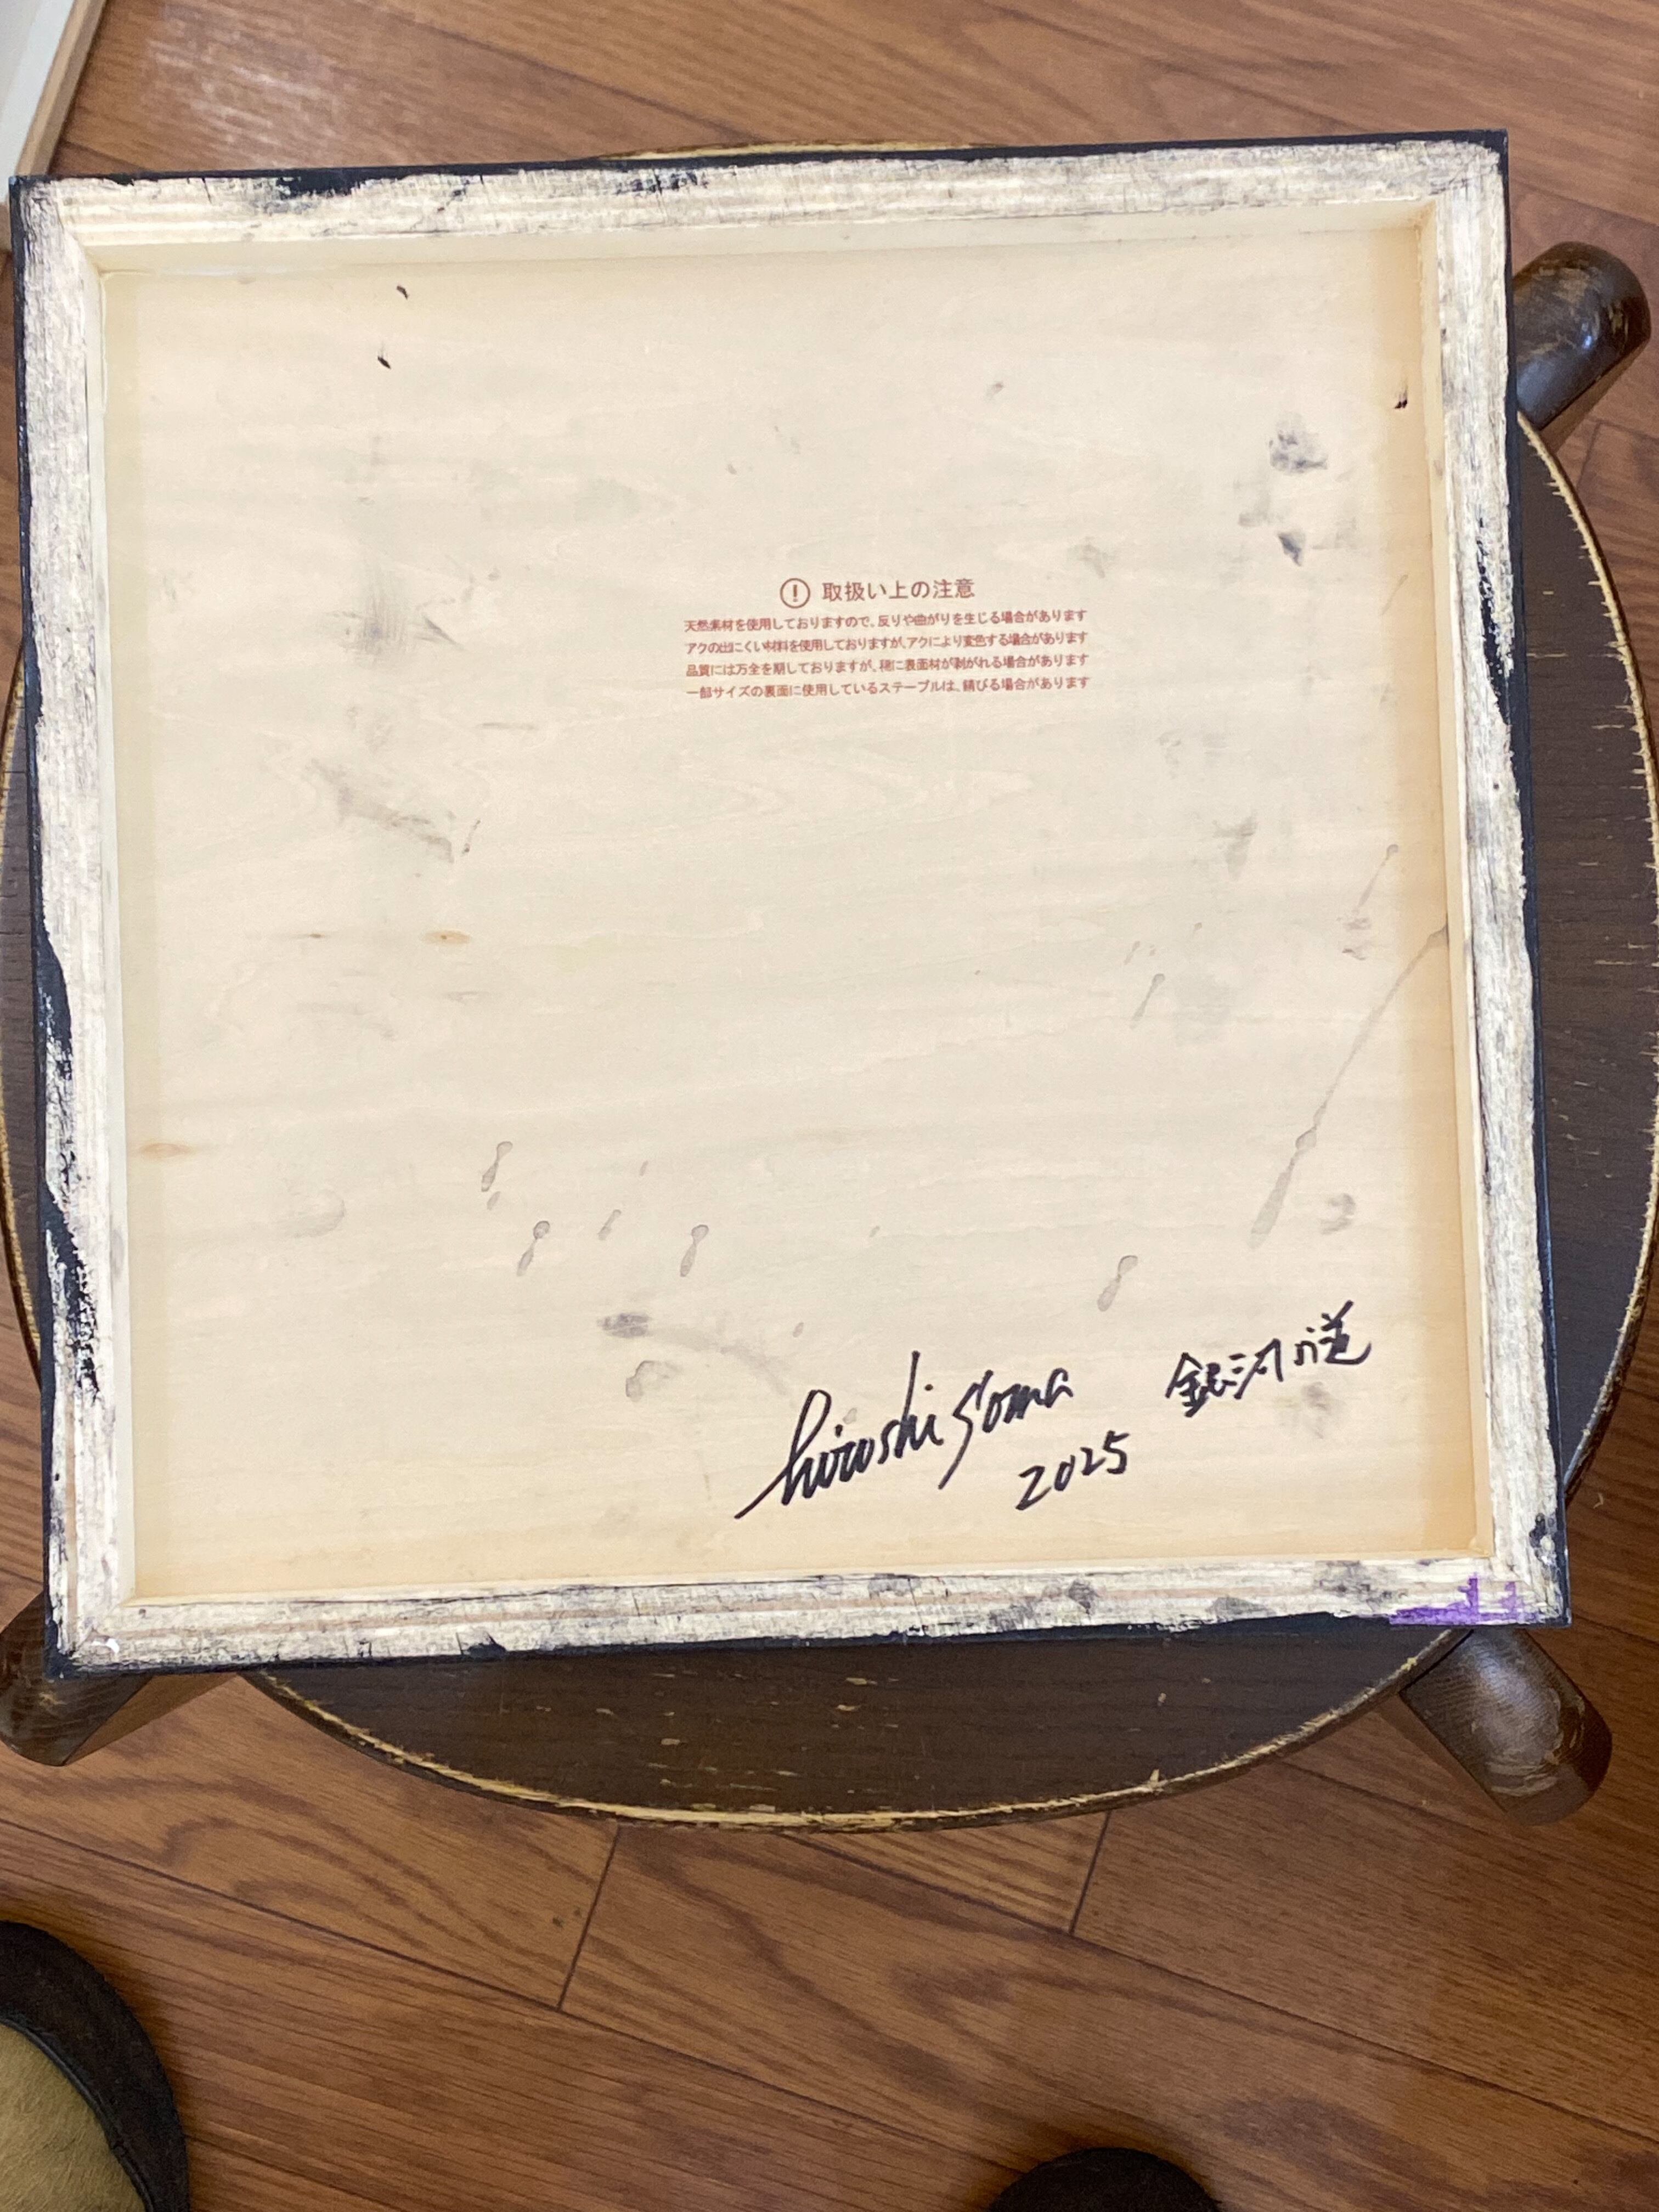 取扱い上の注意
天然素材を使用しておりますので、反りや曲がりを生じる場合があります
アクの出にくい材料を使用しておりますが、アクにより変色する場合があります
品質には万全を期しておりますが、稀に表面材が剥がれる場合があります
一部サイズの裏面に使用しているステープルは、錆びる場合があります
hiroshi soma 銀河の道
2025